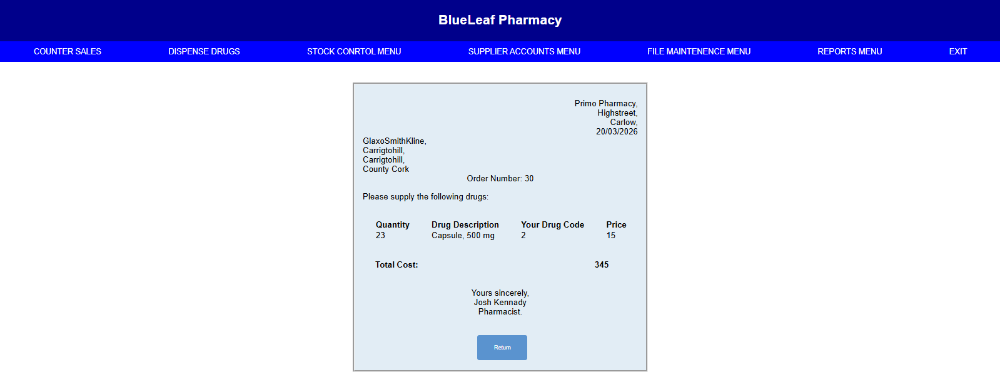 BlueLeaf Pharmacy
COUNTER SALES DISPENSE DRUGS STOCK CONRTOL MENU SUPPLIER ACCOUNTS MENU FILE MAINTENENCE MENU REPORTS MENU EXIT
Primo Pharmacy,
Highstreet,
Carlow,
20/03/2026
GlaxoSmithKline,
Carrigtohill,
Carrigtohill,
County Cork
Order Number: 30
Please supply the following drugs:
Quantity Drug Description Your Drug Code Price
23 Capsule, 500 mg 2 15
Total Cost: 345
Yours sincerely,
Josh Kennady
Pharmacist.
Return